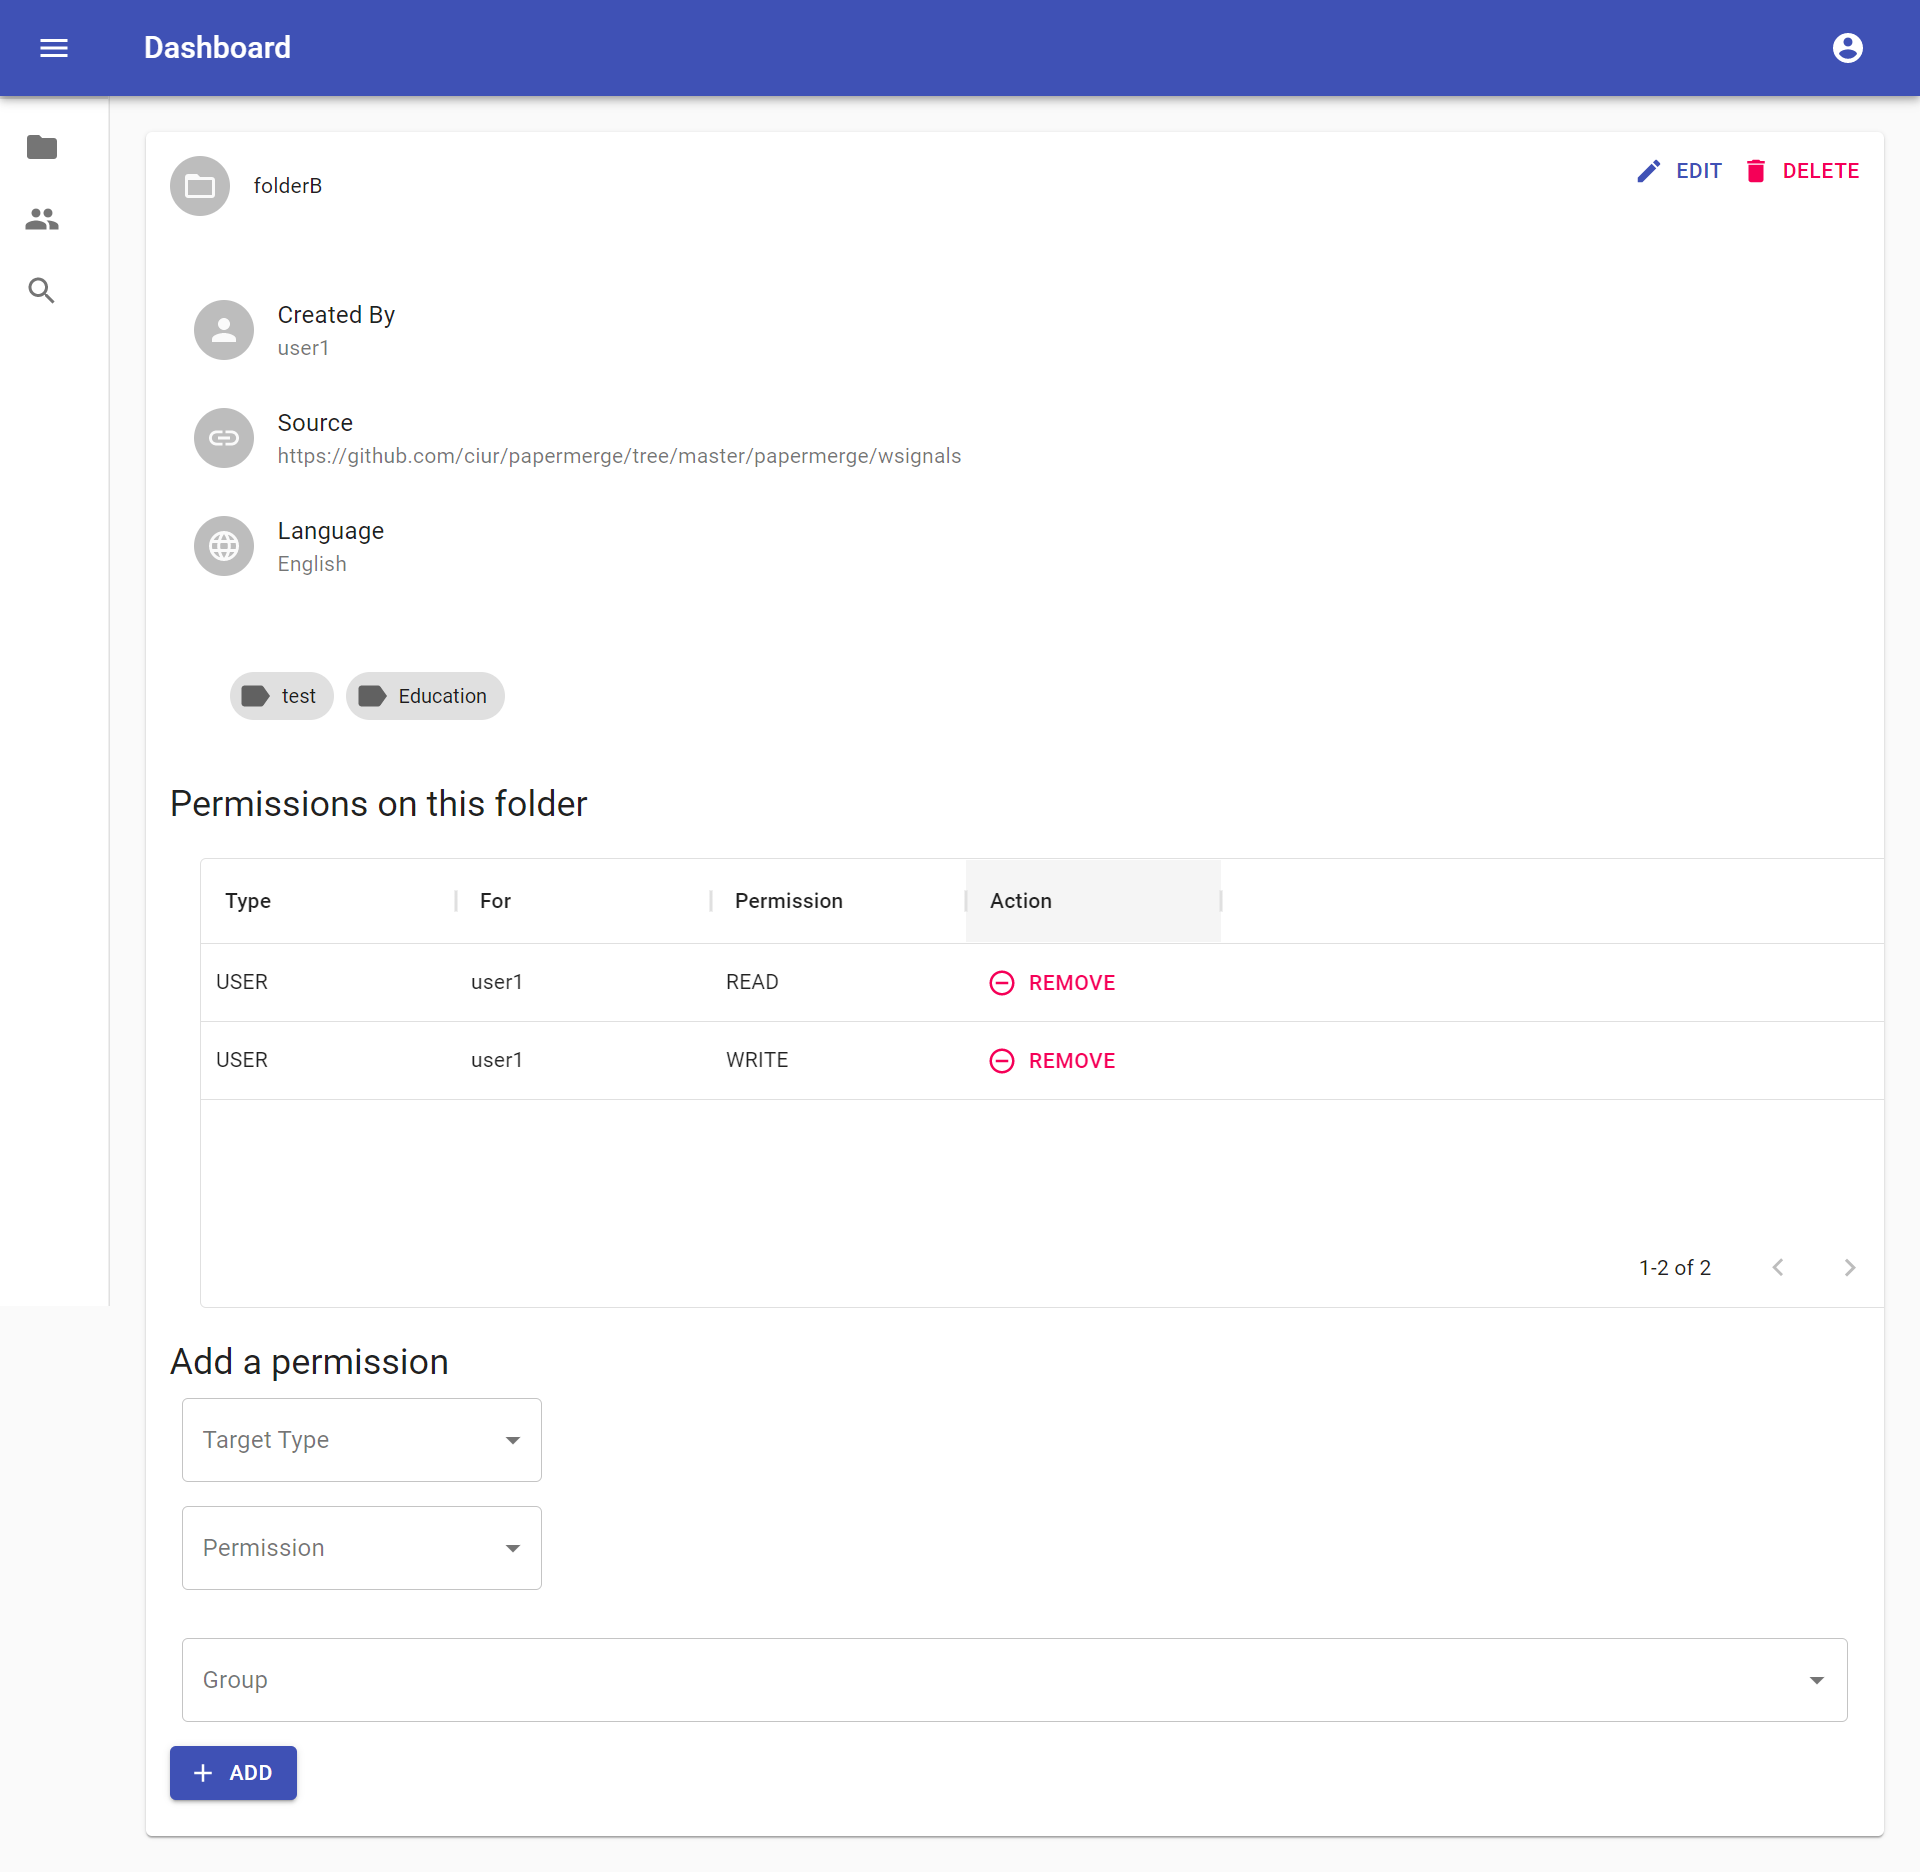 Dashboard
folderB
EDIT
DELETE
Created By
user1
Source
https://github.com/ciur/papermerge/tree/master/papermerge/wsignals
Language
English
test
Education
Permissions on this folder
Type For Permission Action
USER user1 READ REMOVE
USER user1 WRITE REMOVE
1-2 of 2
Add a permission
Target Type
Permission
Group
ADD